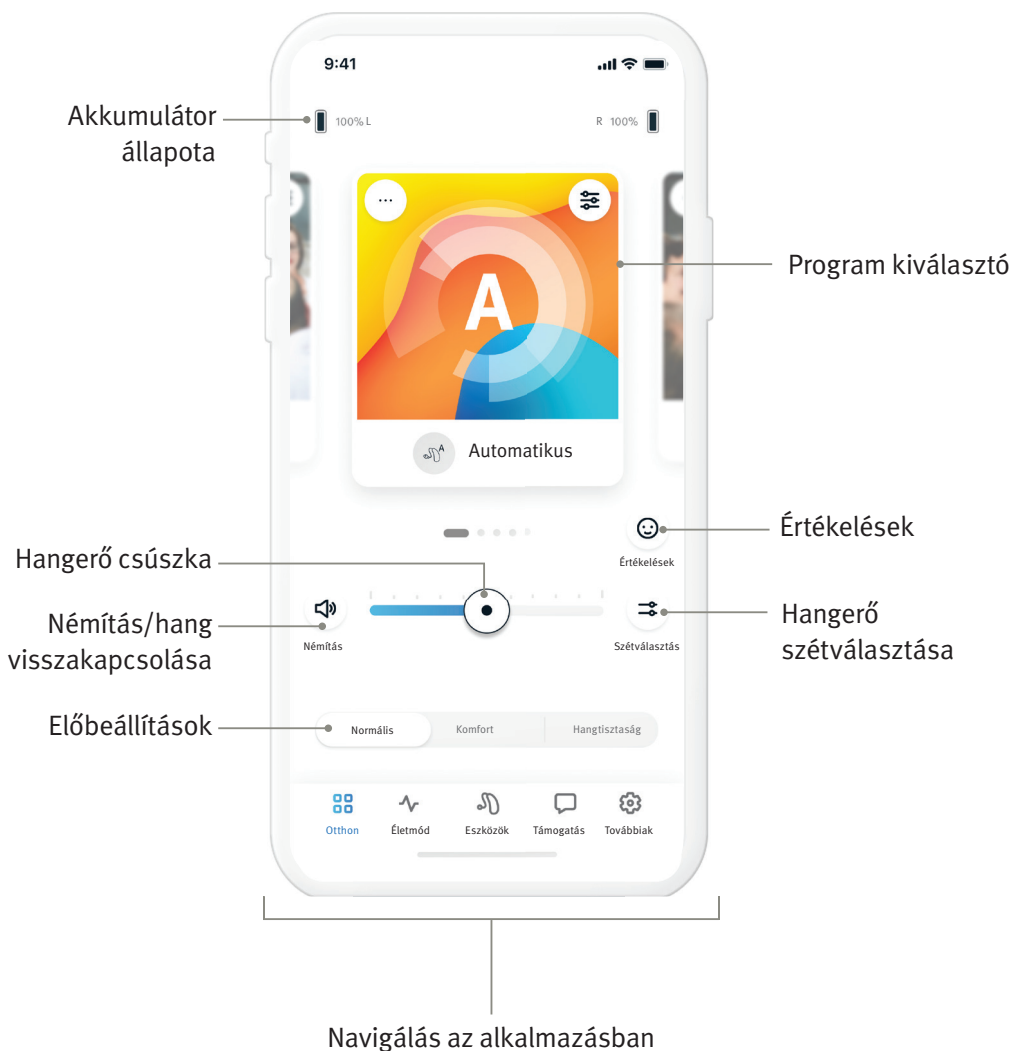 9:41
Akkumulátor
állapota
100% L
R 100%
A
Program kiválasztó
A
Automatikus
Értékelések
Értékelések
Hangerő csúszka
Némítás/hang
visszakapcsolása
Némítás
Szétválasztás
Hangerő
szétválasztása
Előbeállítások
Normális
Komfort
Hangtisztaság
Otthon
Életmód
Eszközök
Támogatás
Továbbiak
Navigálás az alkalmazásban